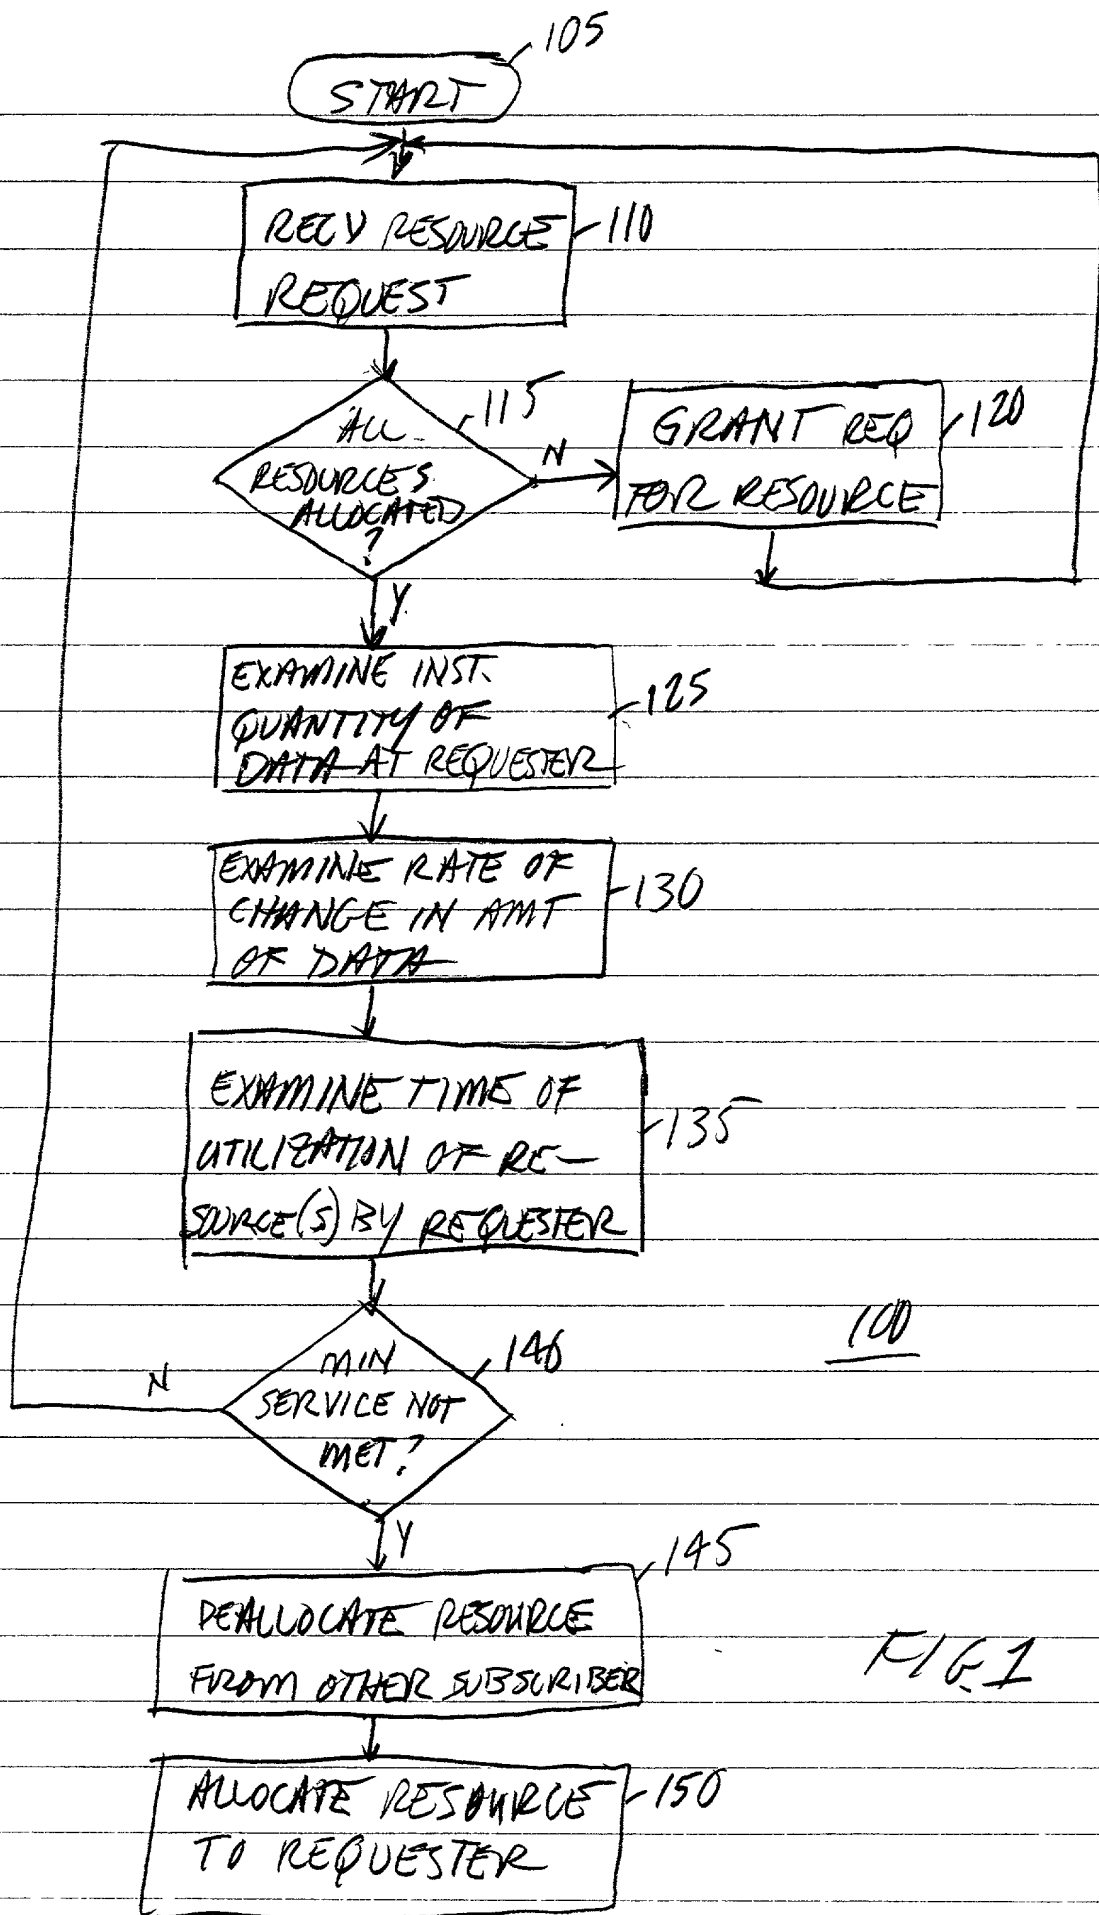 105
START
RECV RESOURCE
REQUEST
110
ALL
RESOURCES
ALLOCATED
?
115
N
GRANT REQ
FOR RESOURCE
120
Y
EXAMINE INST.
QUANTITY OF
DATA AT REQUESTER
125
EXAMINE RATE OF
CHANGE IN AMT
OF DATA
130
EXAMINE TIME OF
UTILIZATION OF RE-
SOURCE(S) BY REQUESTER
135
MIN
SERVICE NOT
MET?
140
N
100
Y
DEALLOCATE RESOURCE
FROM OTHER SUBSCRIBER
145
FIG. 1
ALLOCATE RESOURCE
TO REQUESTER
150